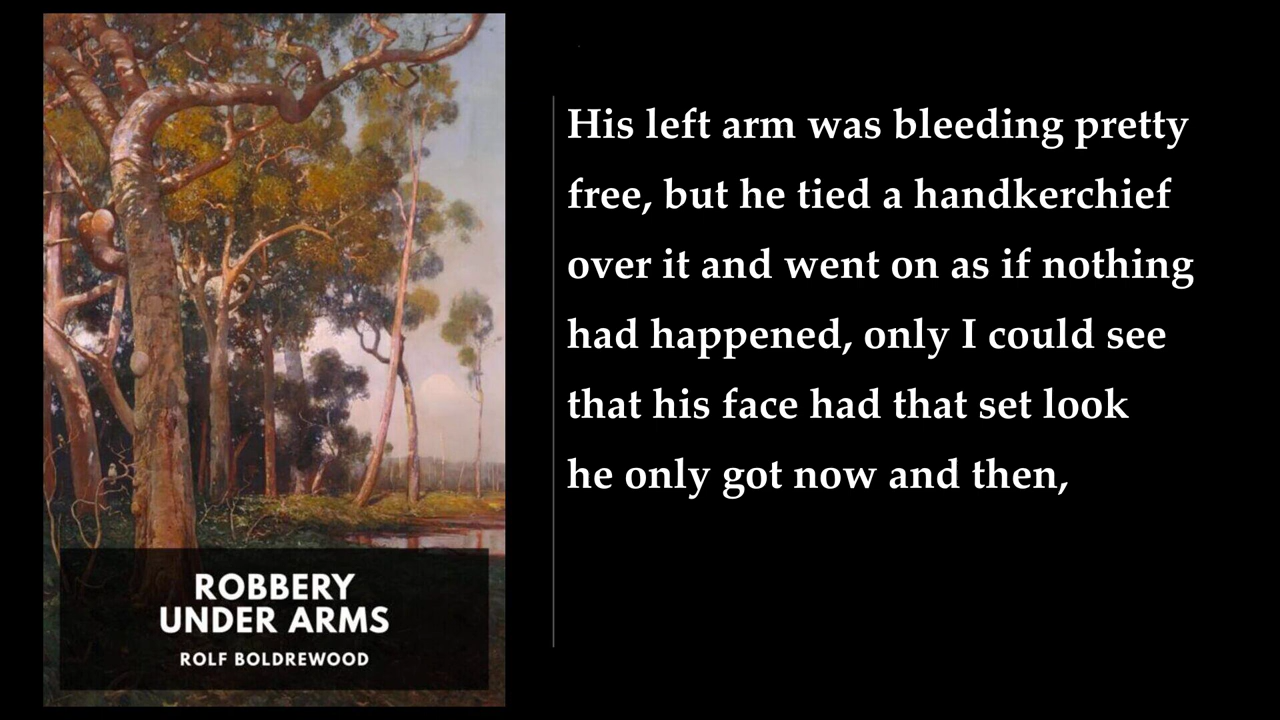 ROBBERY
UNDER ARMS
ROLF BOLDREWOOD
His left arm was bleeding pretty
free, but he tied a handkerchief
over it and went on as if nothing
had happened, only I could see
that his face had that set look
he only got now and then,